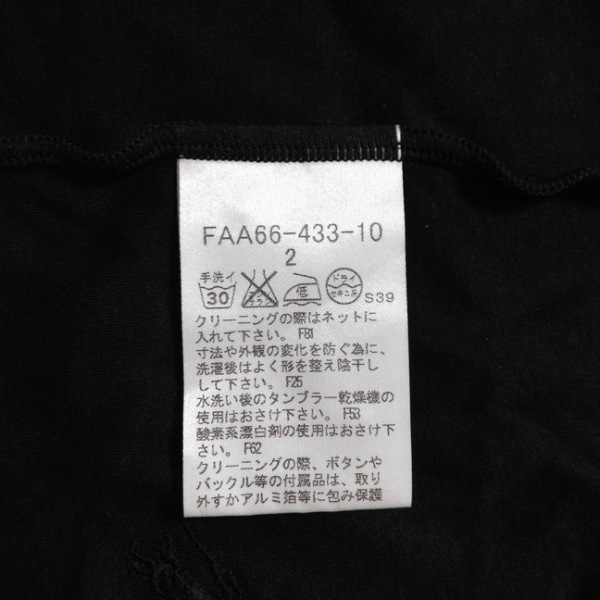 FAA66-433-10
2
手洗イ 30 エンソサラシ 低 ドライ セキユ系 S39
クリーニングの際はネットに
入れて下さい。 F81
寸法や外観の変化を防ぐ為に、
洗濯後はよく形を整え陰干し
して下さい。 F25
水洗い後のタンブラー乾燥機の
使用はおさけ下さい。 F53
酸素系漂白剤の使用はおさけ下
さい。 F62
クリーニングの際、ボタンや
バックル等の付属品は、取り
外すかアルミ箔等に包み保護